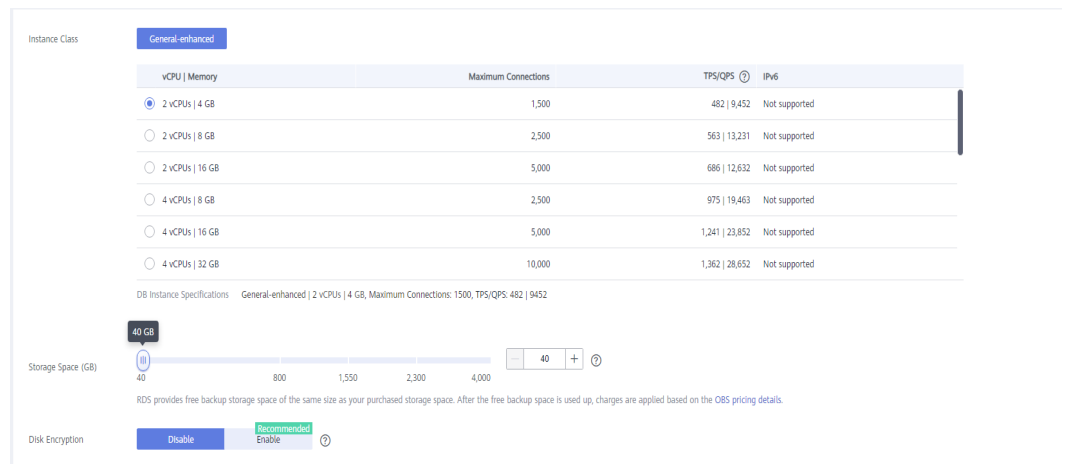 Instance Class
General-enhanced
vCPU | Memory Maximum Connections TPS/QPS ? IPv6
2 vCPUs | 4 GB 1,500 482 | 9,452 Not supported
2 vCPUs | 8 GB 2,500 563 | 13,231 Not supported
2 vCPUs | 16 GB 5,000 686 | 12,632 Not supported
4 vCPUs | 8 GB 2,500 975 | 19,463 Not supported
4 vCPUs | 16 GB 5,000 1,241 | 23,852 Not supported
4 vCPUs | 32 GB 10,000 1,362 | 28,652 Not supported
DB Instance Specifications General-enhanced | 2 vCPUs | 4 GB, Maximum Connections: 1500, TPS/QPS: 482 | 9452
40 GB
Storage Space (GB) − 40 + ?
40 800 1,550 2,300 4,000
RDS provides free backup storage space of the same size as your purchased storage space. After the free backup space is used up, charges are applied based on the OBS pricing details.
Recommended
Disk Encryption Disable Enable ?